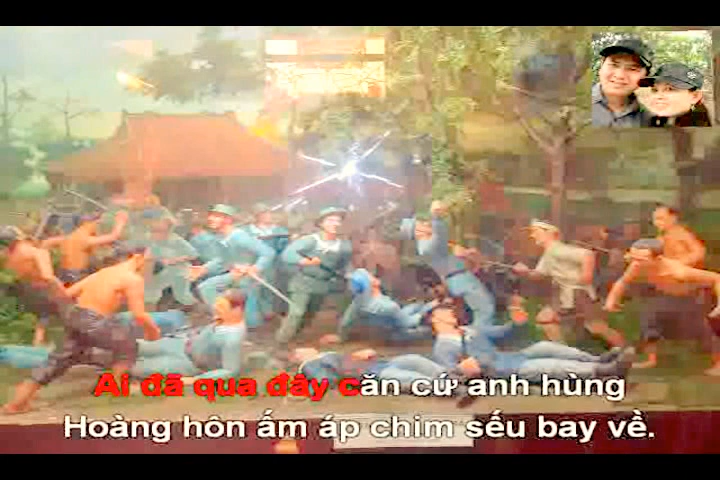 Ai đã qua đây căn cứ anh hùng
Hoàng hôn ấm áp chim sếu bay về.